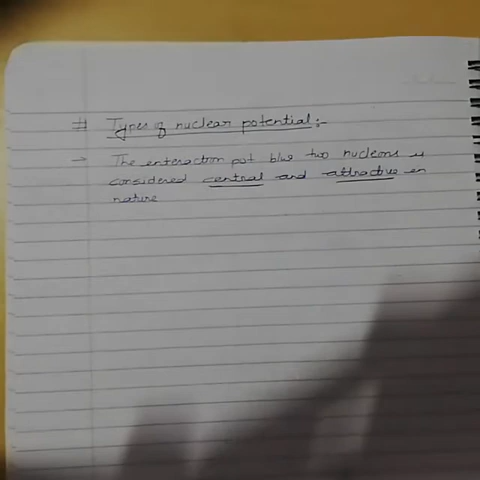 # Types of nuclear potential :-
→ The interaction pot b/w two nucleons is
considered central and attractive in
nature